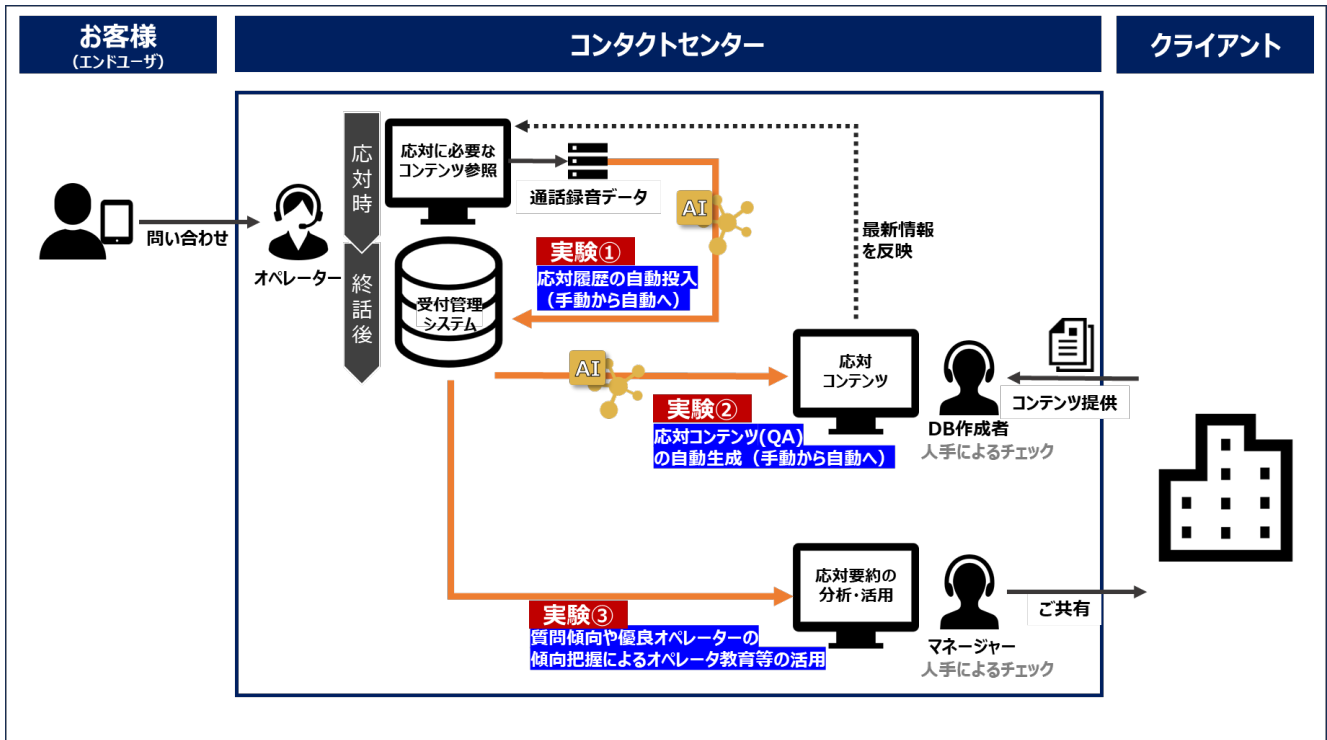 お客様
(エンドユーザ)
コンタクトセンター
クライアント
応対時
応対に必要な
コンテンツ参照
通話録音データ
AI
問い合わせ
オペレーター
実験①
応対履歴の自動投入
(手動から自動へ)
最新情報
を反映
終話後
受付管理
システム
AI
応対
コンテンツ
コンテンツ提供
実験②
応対コンテンツ(QA)
の自動生成(手動から自動へ)
DB作成者
人手によるチェック
応対要約の
分析・活用
ご共有
実験③
質問傾向や優良オペレーターの
傾向把握によるオペレータ教育等の活用
マネージャー
人手によるチェック